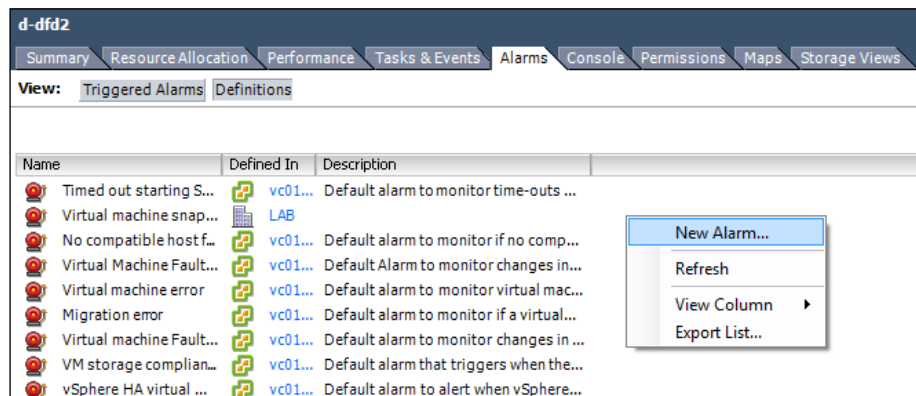 d-dfd2
Summary Resource Allocation Performance Tasks & Events Alarms Console Permissions Maps Storage Views
View: Triggered Alarms Definitions
Name Defined In Description
Timed out starting S... vc01... Default alarm to monitor time-outs ...
Virtual machine snap... LAB
No compatible host f... vc01... Default alarm to monitor if no comp...
Virtual Machine Fault... vc01... Default Alarm to monitor changes in...
Virtual machine error vc01... Default alarm to monitor virtual mac...
Migration error vc01... Default alarm to monitor if a virtual...
Virtual machine Fault... vc01... Default alarm to monitor changes in ...
VM storage complian... vc01... Default alarm that triggers when the...
vSphere HA virtual ... vc01... Default alarm to alert when vSphere...
New Alarm...
Refresh
View Column
Export List...